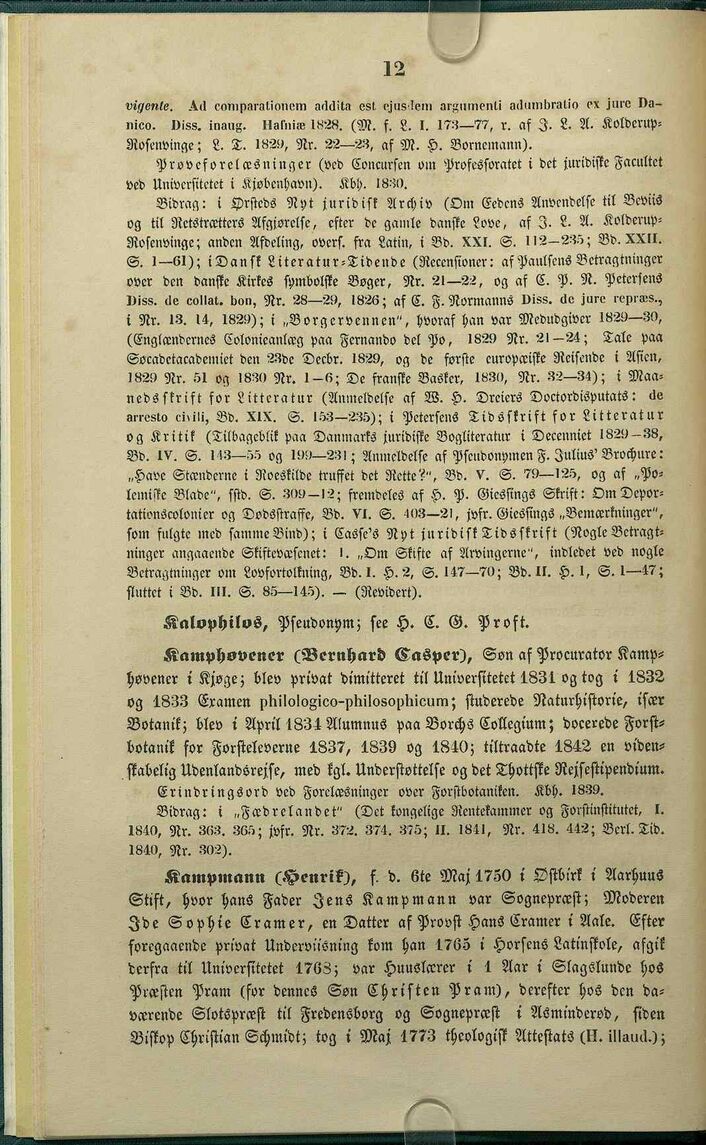 12
vigente. Ad comparationem addita est ejusdem argumenti adumbratio ex jure Da-
nico. Diss. inaug. Hafniæ 1828. (M. f. L. I. 173—77, r. af J. L. A. Kolderup-
Rosenvinge; L. T. 1829, Nr. 22—23, af M. H. Bornemann).
Prøveforelæsninger (ved Concursen om Professoratet i det juridiske Facultet
ved Universitetet i Kjøbenhavn). Kbh. 1830.
Bidrag: i Ørsteds Nyt juridisk Archiv (Om Eedens Anvendelse til Beviis
og til Retstrætters Afgjørelse, efter de gamle danske Love, af J. L. A. Kolderup-
Rosenvinge; anden Afdeling, overs. fra Latin, i Bd. XXI. S. 112—235; Bd. XXII.
S. 1—61); i Dansk Literatur-Tidende (Recensioner: af Paulsens Betragtninger
over den danske Kirkes symbolske Bøger, Nr. 21—22, og af C. P. N. Petersens
Diss. de collat. bon, Nr. 28—29, 1826; af C. F. Normanns Diss. de jure repræs.,
i Nr. 13. 14, 1829); i „Borgervennen", hvoraf han var Medudgiver 1829—30,
(Englændernes Colonieanlæg paa Fernando del Po, 1829 Nr. 21—24; Tale paa
Søcadetacademiet den 23de Decbr. 1829, og de første europæiske Reisende i Asien,
1829 Nr. 51 og 1830 Nr. 1—6; De franske Basker, 1830, Nr. 32—34); i Maa-
nedsskrift for Litteratur (Anmeldelse af W. H. Dreiers Doctordisputats: de
arresto civili, Bd. XIX. S. 153—235); i Petersens Tidsskrift for Litteratur
og Kritik (Tilbageblik paa Danmarks juridiske Bogliteratur i Decenniet 1829—38,
Bd. IV. S. 143—55 og 199—231; Anmeldelse af Pseudonymen F. Julius' Brochure:
„Have Stænderne i Roeskilde truffet det Rette?", Bd. V. S. 79—125, og af „Po-
lemiske Blade", sstd. S. 309—12; fremdeles af H. P. Giessings Skrift: Om Depor-
tationscolonier og Dødsstraffe, Bd. VI. S. 403—21, jvfr. Giessings „Bemærkninger",
som fulgte med samme Bind); i Casse's Nyt juridisk Tidsskrift (Nogle Betragt-
ninger angaaende Skiftevæsenet: 1. „Om Skifte af Arvingerne", indledet ved nogle
Betragtninger om Lovfortolkning, Bd. I. H. 2, S. 147—70; Bd. II. H. 1, S. 1—47;
sluttet i Bd. III. S. 85—145). — (Revidert).
Kalophilos, Pseudonym; see H. C. G. Proft.
Kamphøvener (Bernhard Casper), Søn af Procurator Kamp-
høvener i Kjøge; blev privat dimitteret til Universitetet 1831 og tog i 1832
og 1833 Examen philologico-philosophicum; studerede Naturhistorie, især
Botanik; blev i April 1834 Alumnus paa Borchs Collegium; docerede Forst-
botanik for Forsteleverne 1837, 1839 og 1840; tiltraadte 1842 en viden-
skabelig Udenlandsrejse, med kgl. Understøttelse og det Thottske Rejsestipendium.
Erindringsord ved Forelæsninger over Forstbotaniken. Kbh. 1839.
Bidrag: i „Fædrelandet" (Det kongelige Rentekammer og Forstinstitutet, I.
1840, Nr. 363. 365; jvfr. Nr. 372. 374. 375; II. 1841, Nr. 418. 442; Berl. Tid.
1840, Nr. 302).
Kampmann (Henrik), f. d. 6te Maj 1750 i Østbirk i Aarhuus
Stift, hvor hans Fader Jens Kampmann var Sognepræst; Moderen
Ide Sophie Cramer, en Datter af Provst Hans Cramer i Aale. Efter
foregaaende privat Underviisning kom han 1765 i Horsens Latinskole, afgik
derfra til Universitetet 1768; var Huuslærer i 1 Aar i Slagslunde hos
Præsten Pram (for dennes Søn Christen Pram), derefter hos den da-
værende Slotspræst til Fredensborg og Sognepræst i Asminderød, siden
Biskop Christian Schmidt; tog i Maj 1773 theologisk Attestats (H. illaud.);